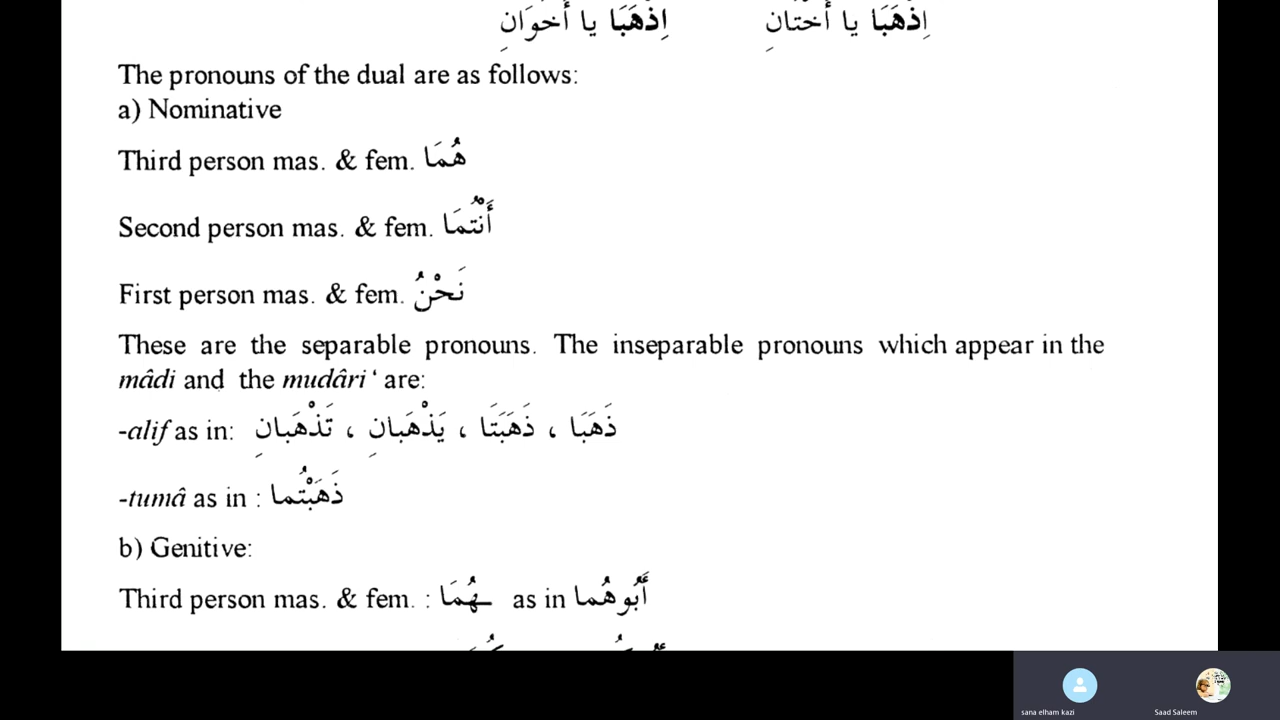 اِذْهَبَا يا أَخَوَانِ اِذْهَبَا يا أُخْتَانِ
The pronouns of the dual are as follows:
a) Nominative
Third person mas. & fem. هُمَا
Second person mas. & fem. أَنْتُمَا
First person mas. & fem. نَحْنُ
These are the separable pronouns. The inseparable pronouns which appear in the
mâdi and the mudâri ‘ are:
-alif as in: ذَهَبَا ، ذَهَبَتَا ، يَذْهَبانِ ، تَذْهَبانِ
-tumâ as in : ذَهَبْتُما
b) Genitive:
Third person mas. & fem. : ـهُمَا as in أَبُوهُما
sana elham kazi
Saad Saleem